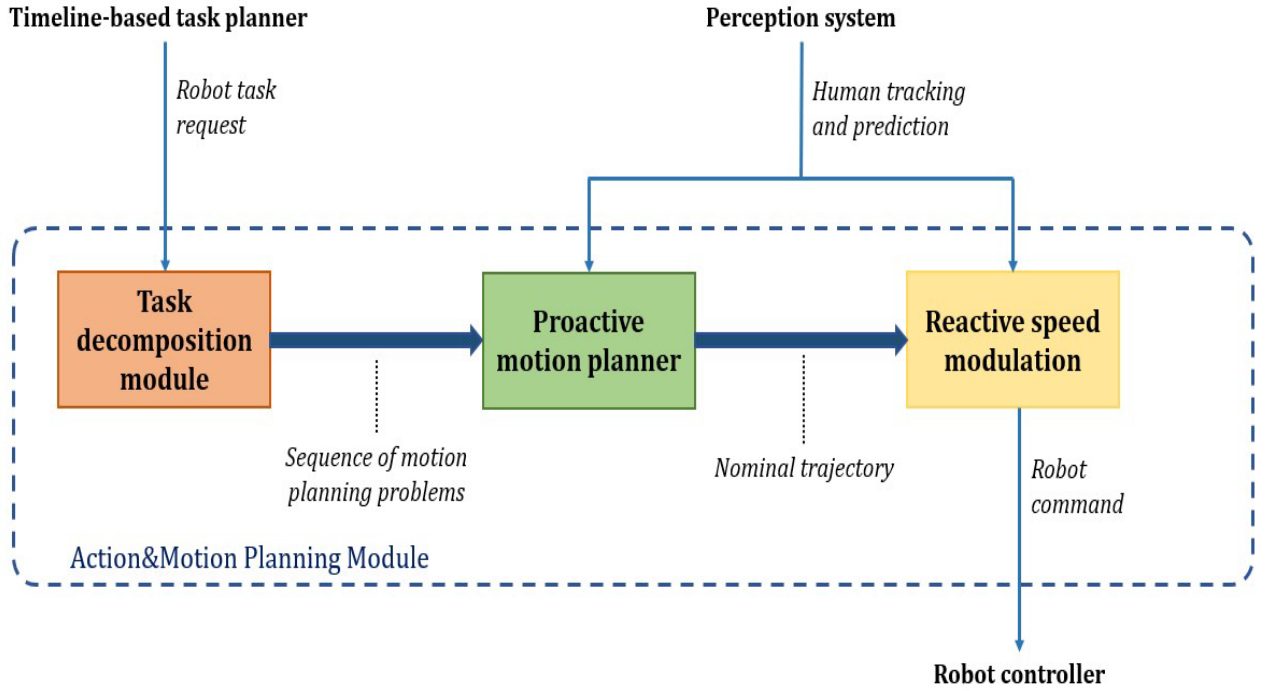 Timeline-based task planner
Perception system
Robot task
request
Human tracking
and prediction
Task
decomposition
module
Proactive
motion planner
Reactive speed
modulation
Sequence of motion
planning problems
Nominal trajectory
Robot
command
Action&Motion Planning Module
Robot controller